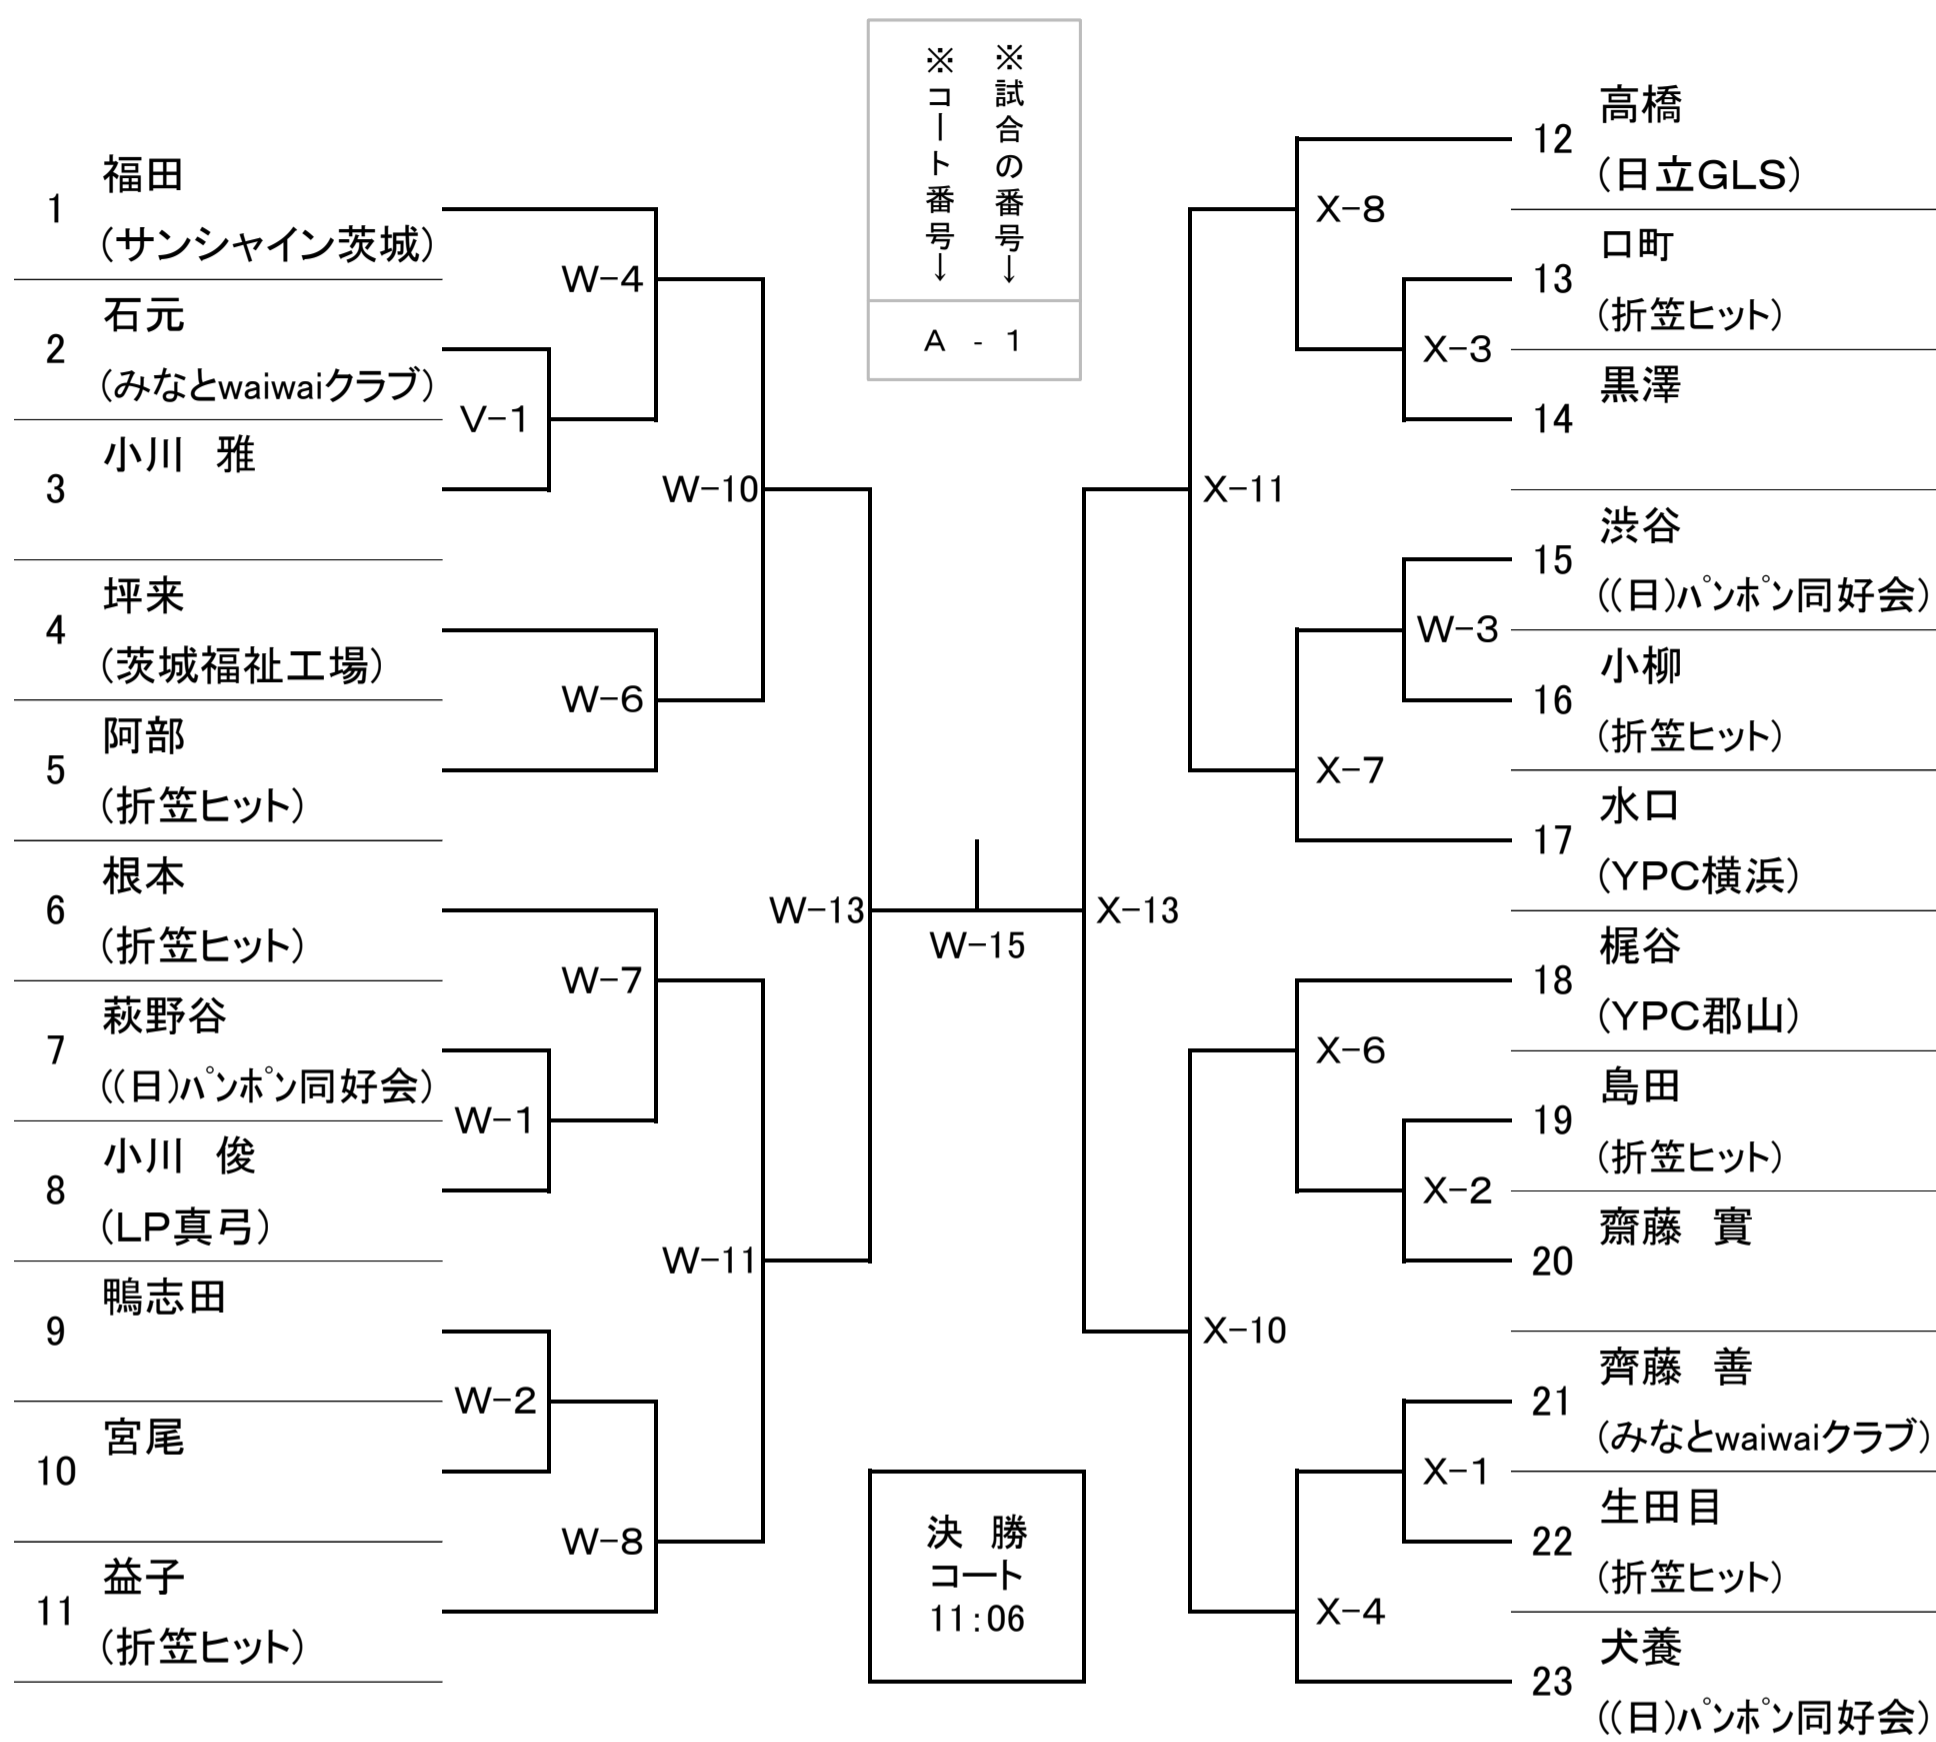 ※試合の番号→
※コート番号→
A - 1
1
福田
(サンシャイン茨城)
2
石元
(みなとwaiwaiクラブ)
3
小川 雅
4
坪来
(茨城福祉工場)
5
阿部
(折笠ヒット)
6
根本
(折笠ヒット)
7
萩野谷
((日)ﾊﾟﾝﾎﾟﾝ同好会)
8
小川 俊
(LP真弓)
9
鴨志田
10
宮尾
11
益子
(折笠ヒット)
V-1
W-1
W-2
W-4
W-6
W-7
W-8
W-10
W-11
W-13
W-15
X-13
X-11
X-10
X-8
X-7
X-6
X-4
X-3
W-3
X-2
X-1
12
高橋
(日立GLS)
13
口町
(折笠ヒット)
14
黒澤
15
渋谷
((日)ﾊﾟﾝﾎﾟﾝ同好会)
16
小柳
(折笠ヒット)
17
水口
(YPC横浜)
18
梶谷
(YPC郡山)
19
島田
(折笠ヒット)
20
齋藤 實
21
齊藤 善
(みなとwaiwaiクラブ)
22
生田目
(折笠ヒット)
23
犬養
((日)ﾊﾟﾝﾎﾟﾝ同好会)
決 勝
コート
11:06